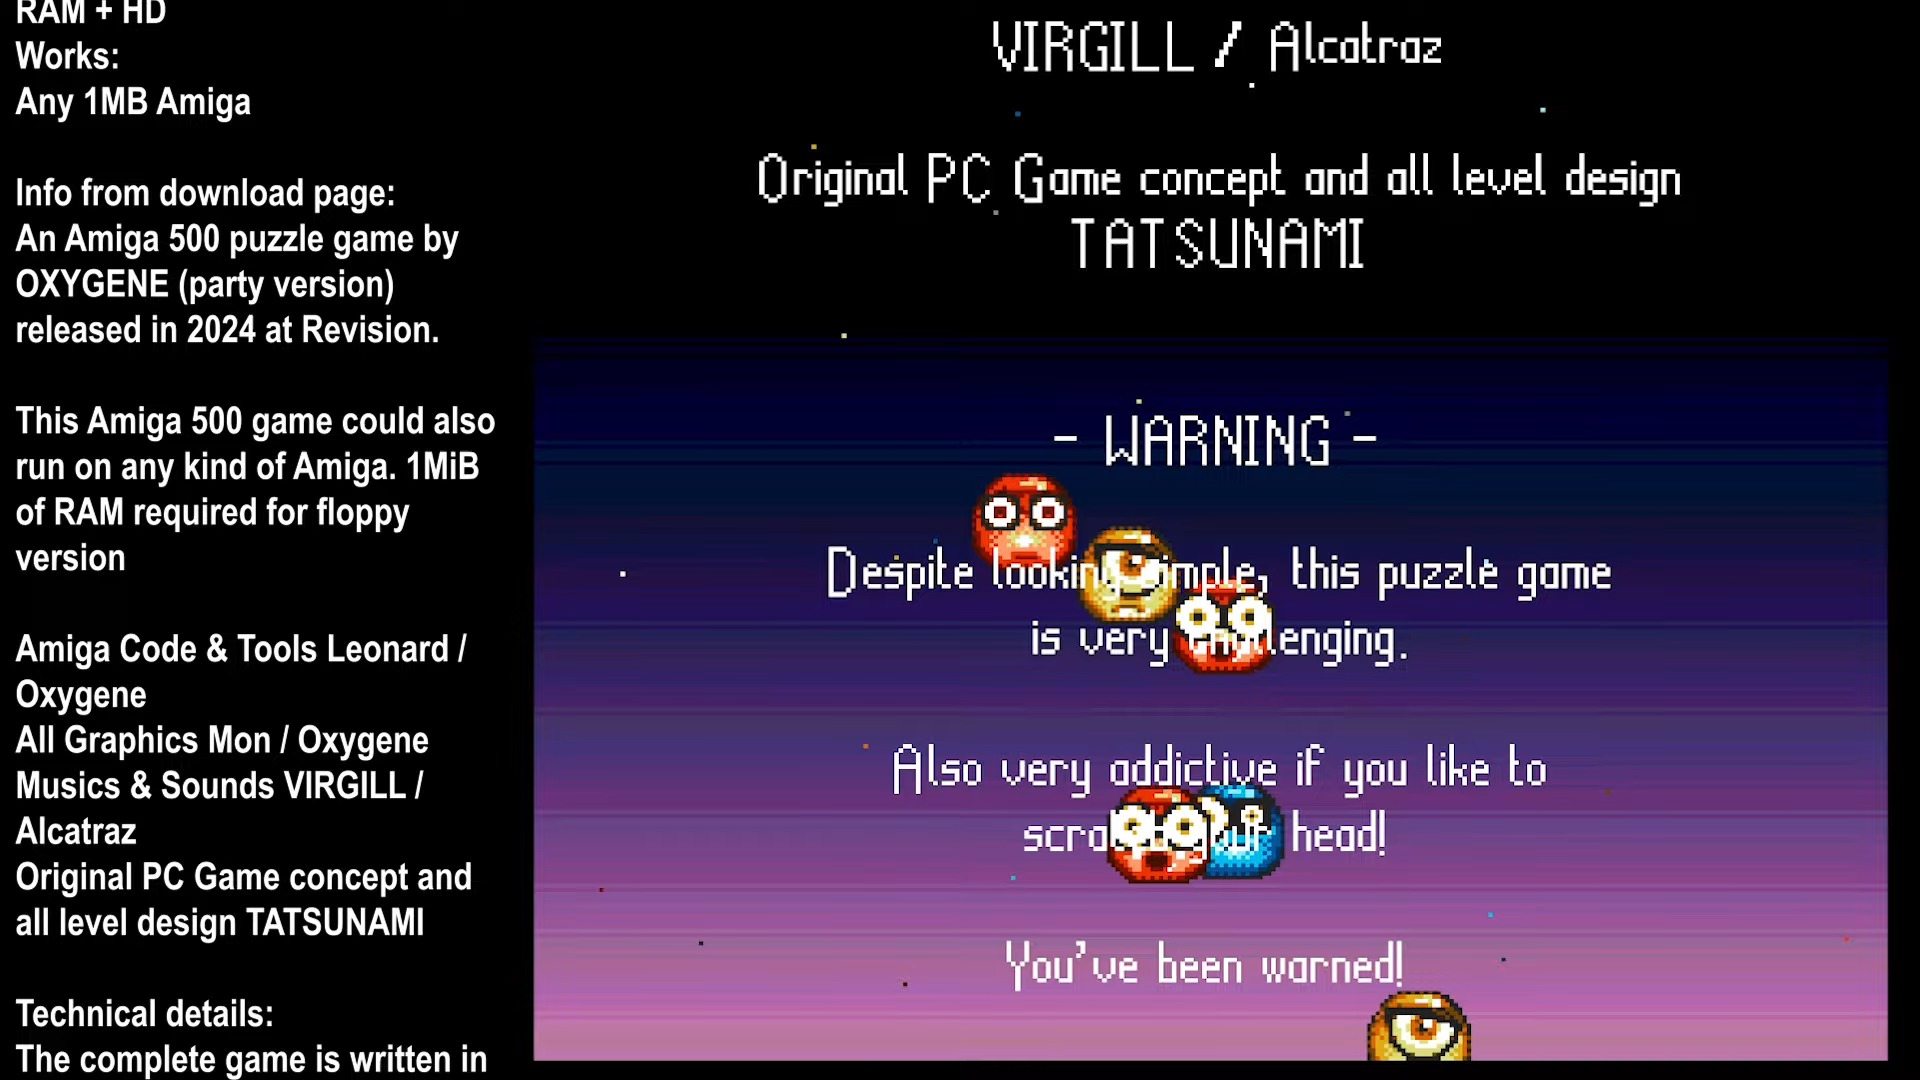 RAM + HD
Works:
Any 1MB Amiga
Info from download page:
An Amiga 500 puzzle game by
OXYGENE (party version)
released in 2024 at Revision.
This Amiga 500 game could also
run on any kind of Amiga. 1MiB
of RAM required for floppy
version
Amiga Code & Tools Leonard /
Oxygene
All Graphics Mon / Oxygene
Musics & Sounds VIRGILL /
Alcatraz
Original PC Game concept and
all level design TATSUNAMI
Technical details:
The complete game is written in
VIRGILL / Alcatraz
Original PC Game concept and all level design
TATSUNAMI
- WARNING -
Despite looking simple, this puzzle game
is very challenging.
Also very addictive if you like to
scratch your head!
You've been warned!